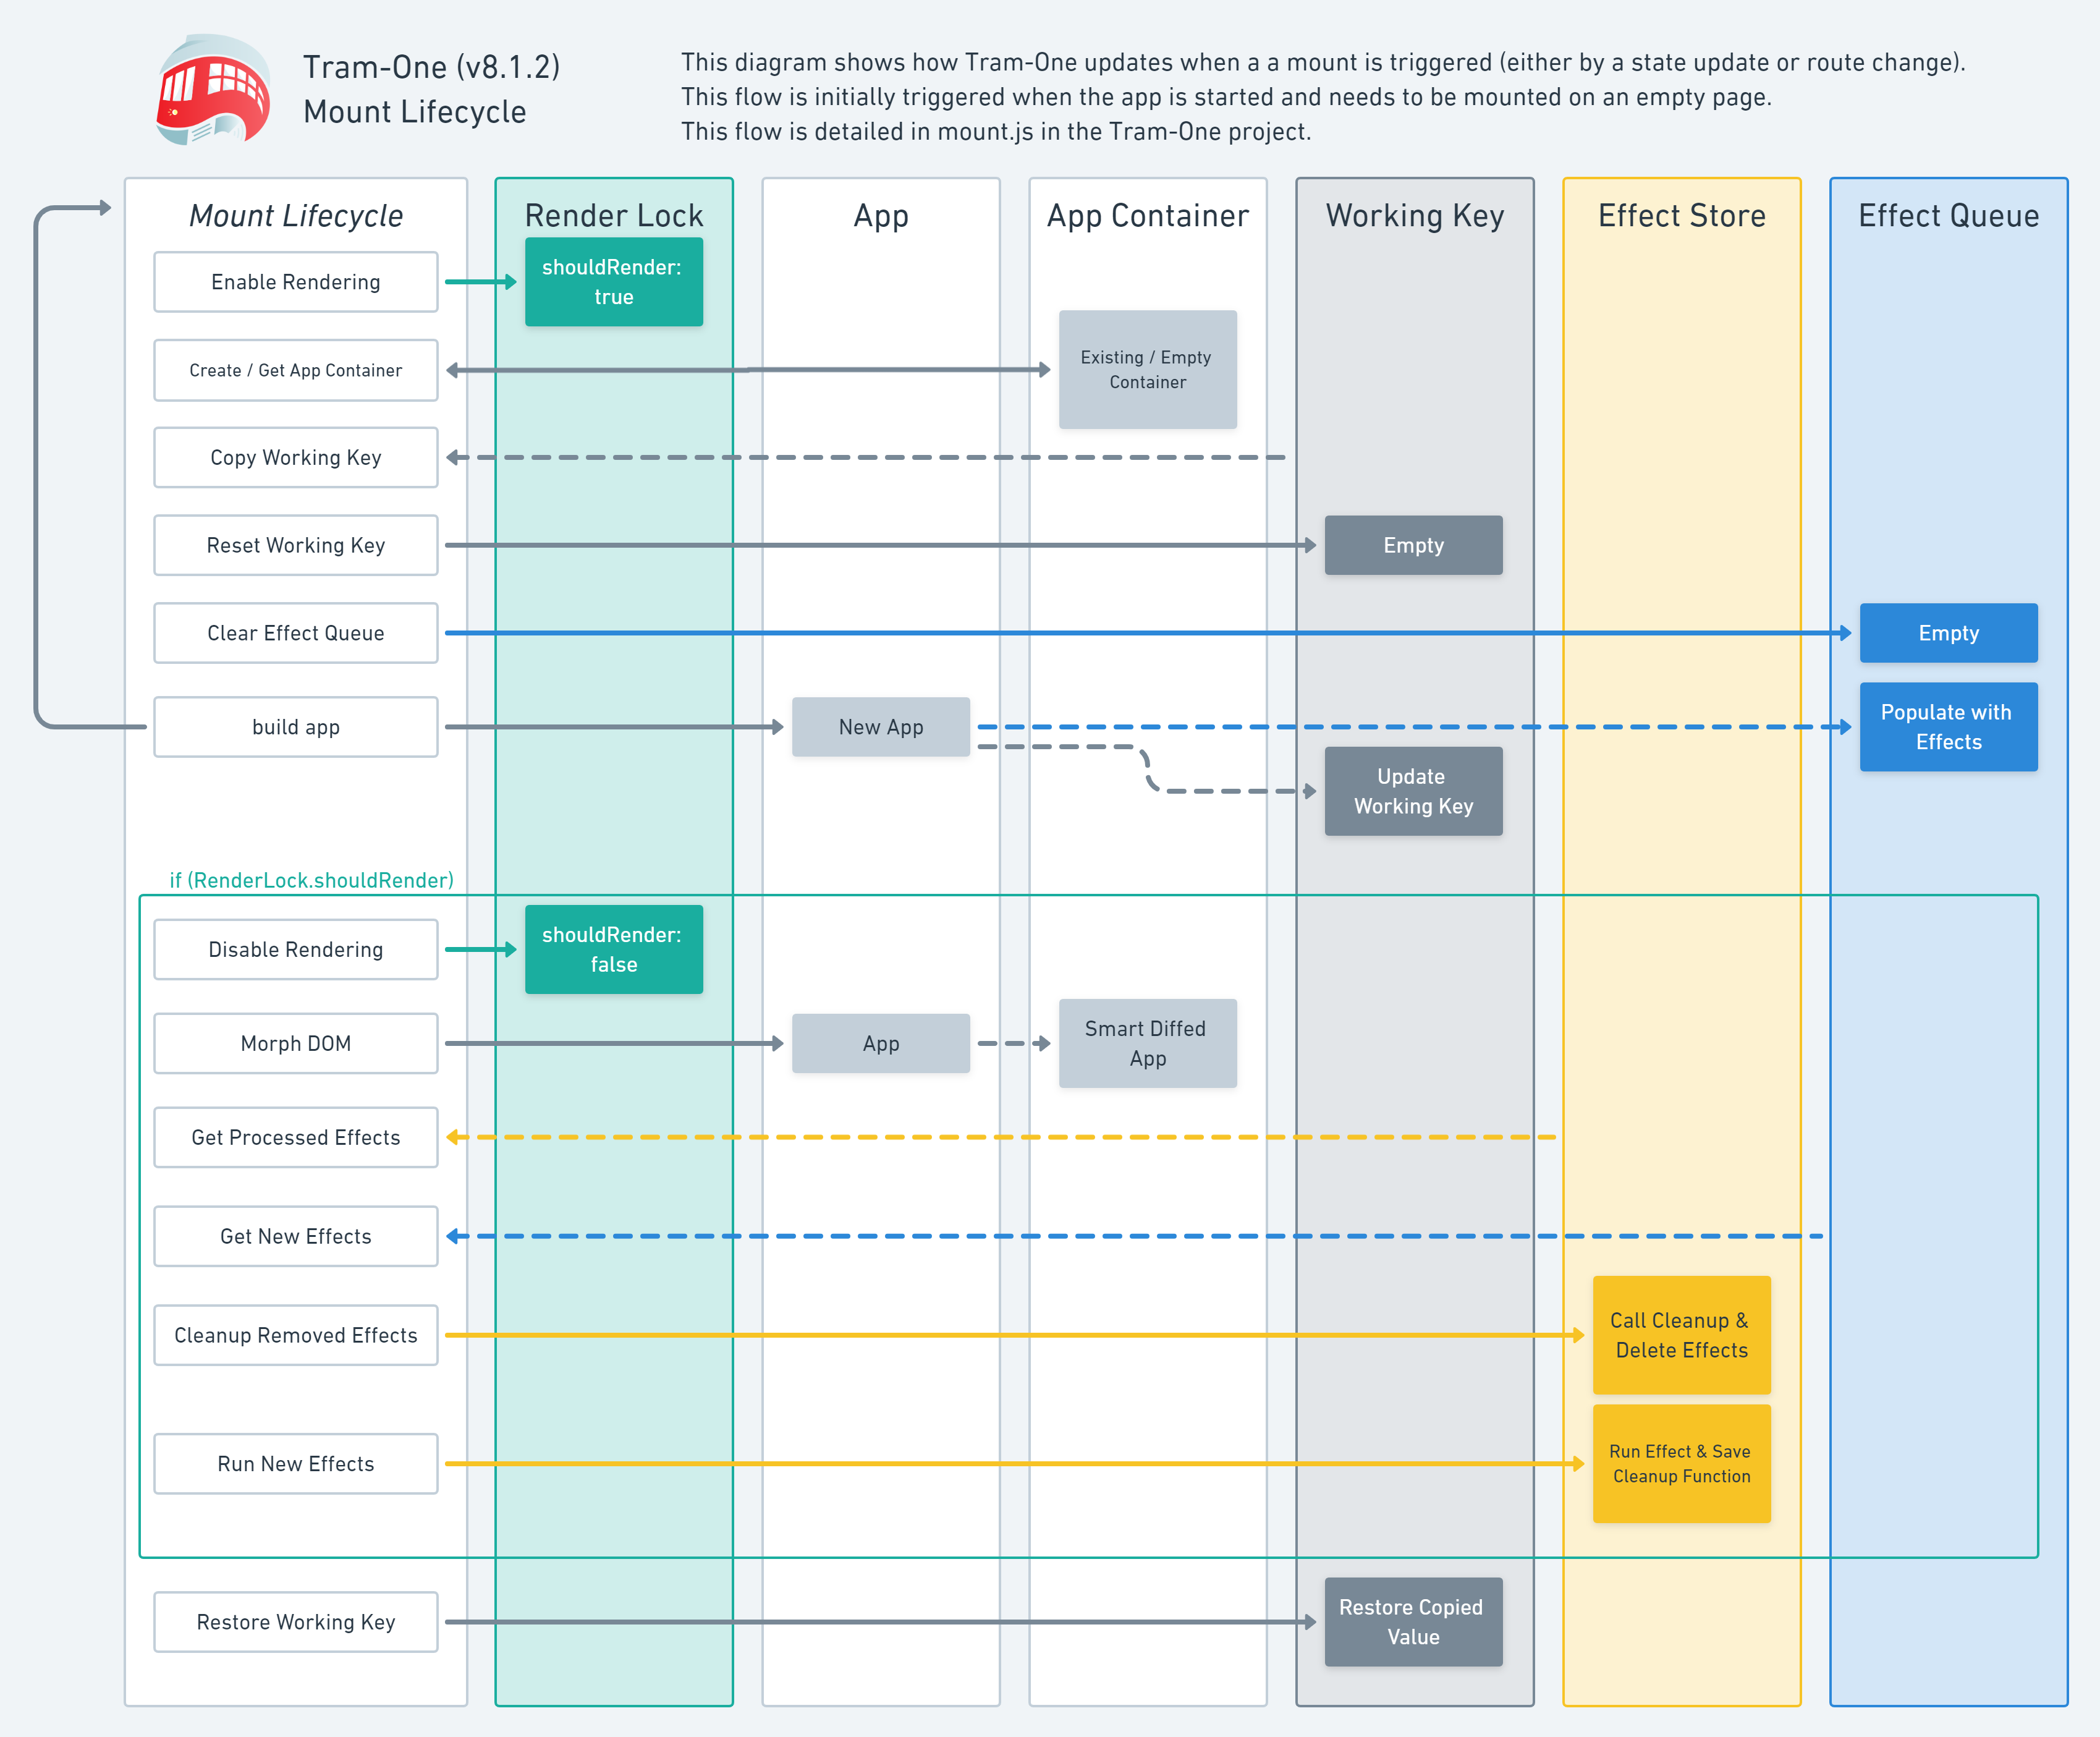 Tram-One (v8.1.2)
Mount Lifecycle
This diagram shows how Tram-One updates when a a mount is triggered (either by a state update or route change).
This flow is initially triggered when the app is started and needs to be mounted on an empty page.
This flow is detailed in mount.js in the Tram-One project.
Mount Lifecycle
Render Lock
App
App Container
Working Key
Effect Store
Effect Queue
Enable Rendering
shouldRender:
true
Create / Get App Container
Existing / Empty
Container
Copy Working Key
Reset Working Key
Empty
Clear Effect Queue
Empty
build app
New App
Populate with
Effects
Update
Working Key
if (RenderLock.shouldRender)
Disable Rendering
shouldRender:
false
Morph DOM
App
Smart Diffed
App
Get Processed Effects
Get New Effects
Cleanup Removed Effects
Call Cleanup &
Delete Effects
Run New Effects
Run Effect & Save
Cleanup Function
Restore Working Key
Restore Copied
Value